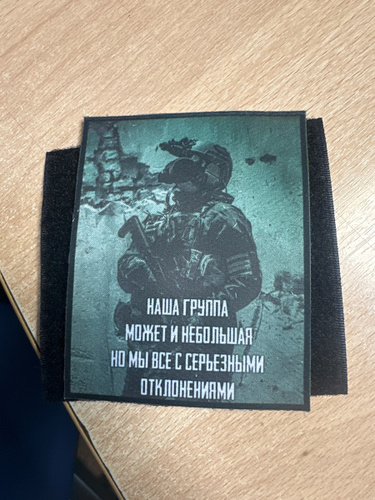 НАША ГРУППА
МОЖЕТ И НЕБОЛЬШАЯ
НО МЫ ВСЕ С СЕРЬЕЗНЫМИ
ОТКЛОНЕНИЯМИ